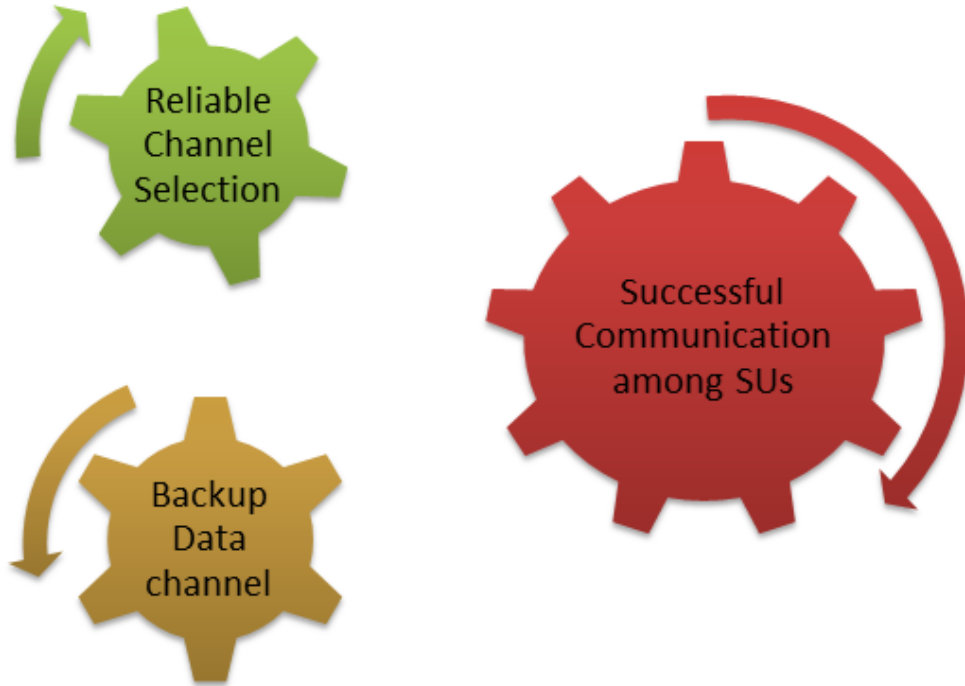 Reliable
Channel
Selection
Successful
Communication
among SUs
Backup
Data
channel